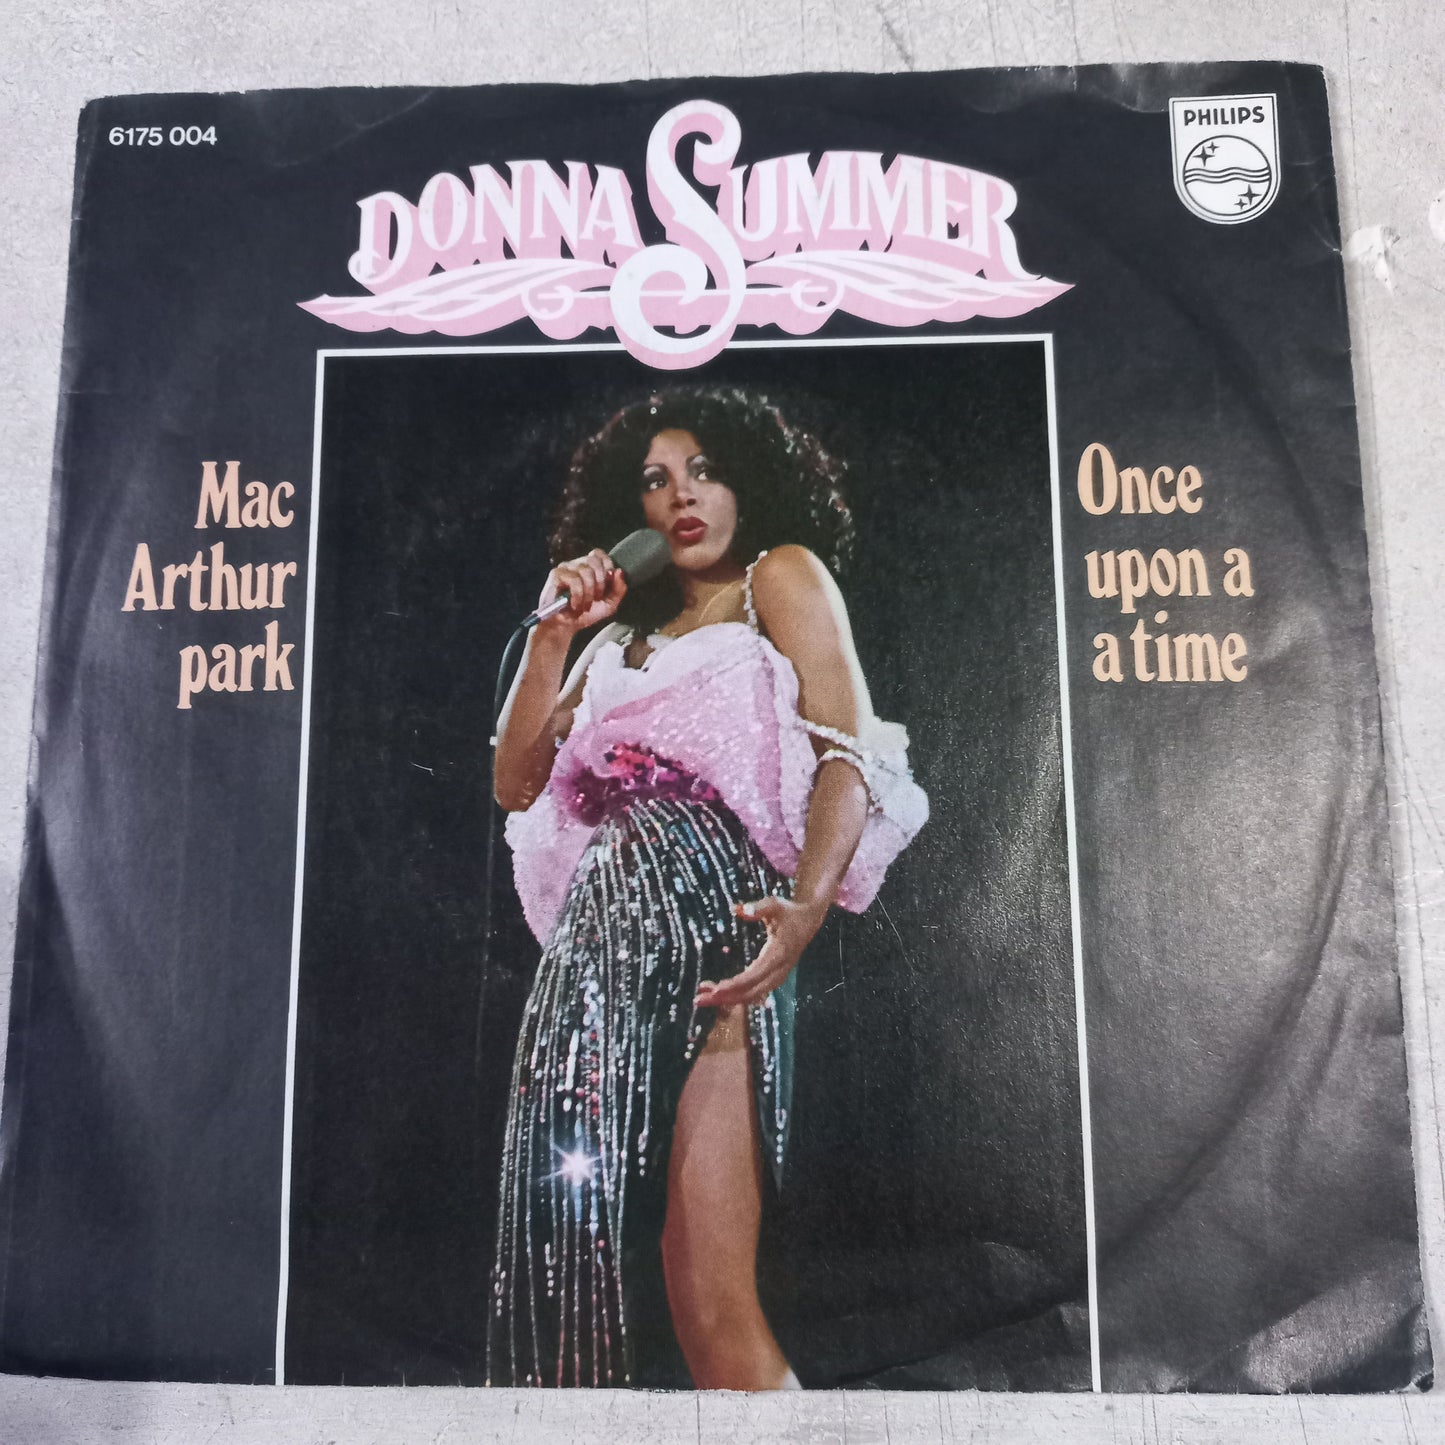 6175 004
PHILIPS
DONNA SUMMER
Mac
Arthur
park
Once
upon a
a time